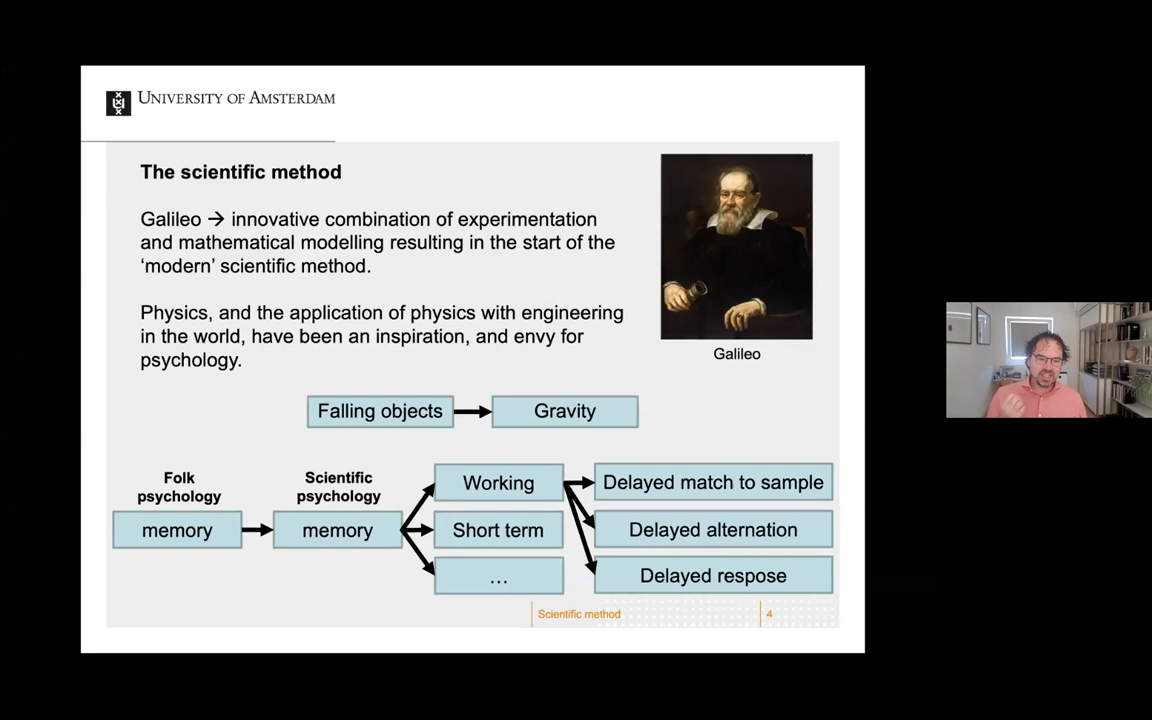 UNIVERSITY OF AMSTERDAM
The scientific method
Galileo → innovative combination of experimentation
and mathematical modelling resulting in the start of the
‘modern’ scientific method.
Physics, and the application of physics with engineering
in the world, have been an inspiration, and envy for
psychology.
Galileo
Falling objects
Gravity
Folk
psychology
Scientific
psychology
memory
memory
Working
Short term
…
Delayed match to sample
Delayed alternation
Delayed respose
Scientific method
4